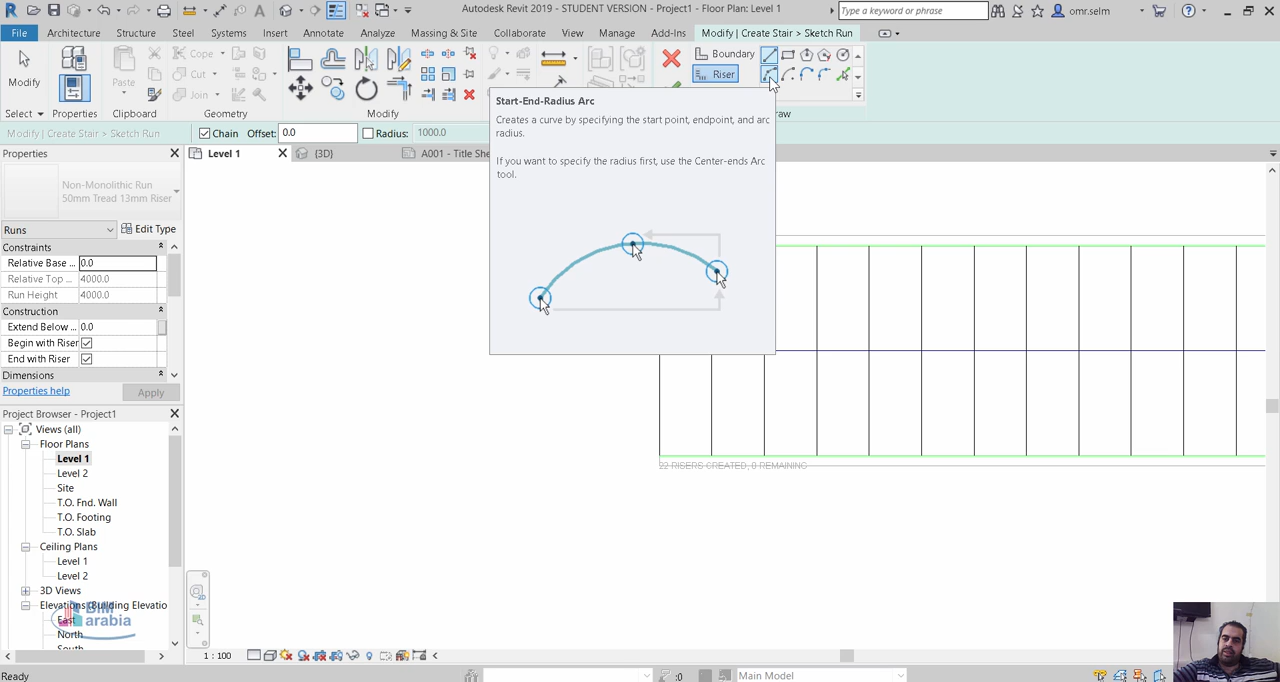 Autodesk Revit 2019 - STUDENT VERSION - Project1 - Floor Plan: Level 1
Type a keyword or phrase
omr.selm
File
Architecture
Structure
Steel
Systems
Insert
Annotate
Analyze
Massing & Site
Collaborate
View
Manage
Add-Ins
Modify | Create Stair > Sketch Run
Modify
Paste
Cope
Cut
Join
Boundary
Riser
Select
Properties
Clipboard
Geometry
Modify
Modify | Create Stair > Sketch Run
Chain
Offset: 0.0
Radius: 1000.0
Start-End-Radius Arc
Creates a curve by specifying the start point, endpoint, and arc
radius.
If you want to specify the radius first, use the Center-ends Arc
tool.
Properties
Level 1
{3D}
A001 - Title She
Non-Monolithic Run
50mm Tread 13mm Riser
Runs
Edit Type
Constraints
Relative Base ... 0.0
Relative Top ... 4000.0
Run Height 4000.0
Construction
Extend Below ... 0.0
Begin with Riser
End with Riser
Dimensions
Properties help
Apply
Project Browser - Project1
Views (all)
Floor Plans
Level 1
Level 2
Site
T.O. Fnd. Wall
T.O. Footing
T.O. Slab
Ceiling Plans
Level 1
Level 2
3D Views
Elevations (Building Elevatio
East
North
South
BIM
arabia
22 RISERS CREATED, 0 REMAINING
1 : 100
Ready
:0
Main Model